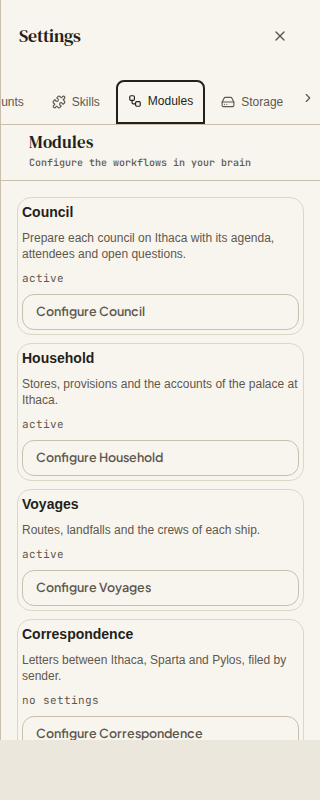 Settings
unts Skills Modules Storage
Modules
Configure the workflows in your brain
Council
Prepare each council on Ithaca with its agenda,
attendees and open questions.
active
Configure Council
Household
Stores, provisions and the accounts of the palace at
Ithaca.
active
Configure Household
Voyages
Routes, landfalls and the crews of each ship.
active
Configure Voyages
Correspondence
Letters between Ithaca, Sparta and Pylos, filed by
sender.
no settings
Configure Correspondence